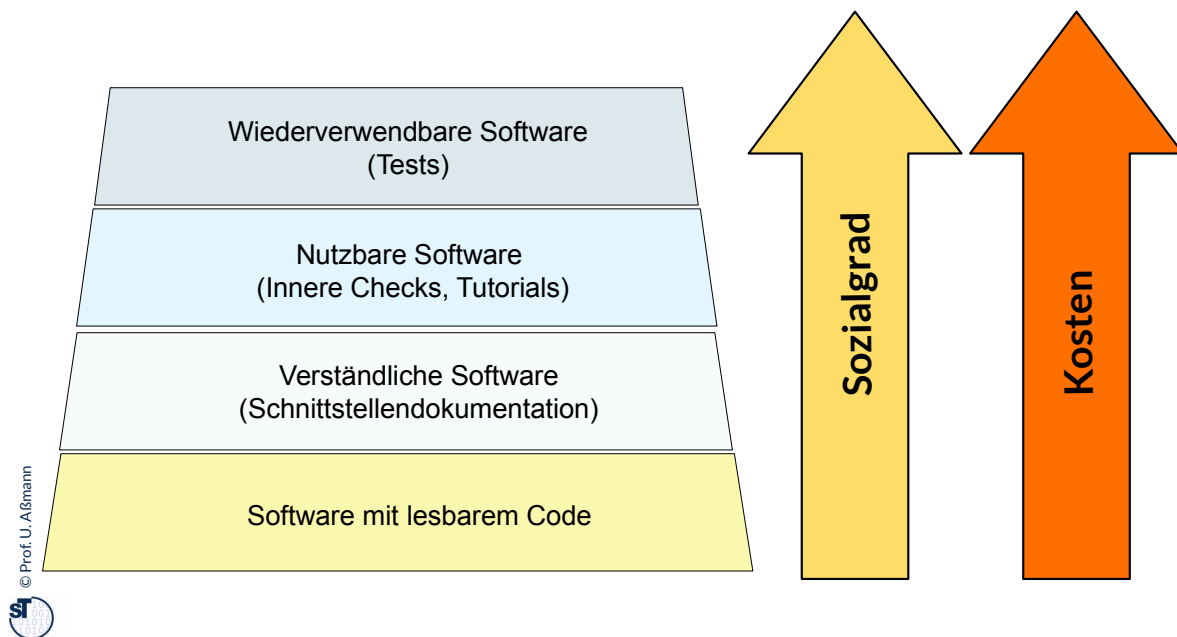 Wiederverwendbare Software
(Tests)
Nutzbare Software
(Innere Checks, Tutorials)
Verständliche Software
(Schnittstellendokumentation)
Software mit lesbarem Code
Sozialgrad
Kosten
© Prof. U. Aßmann
ST